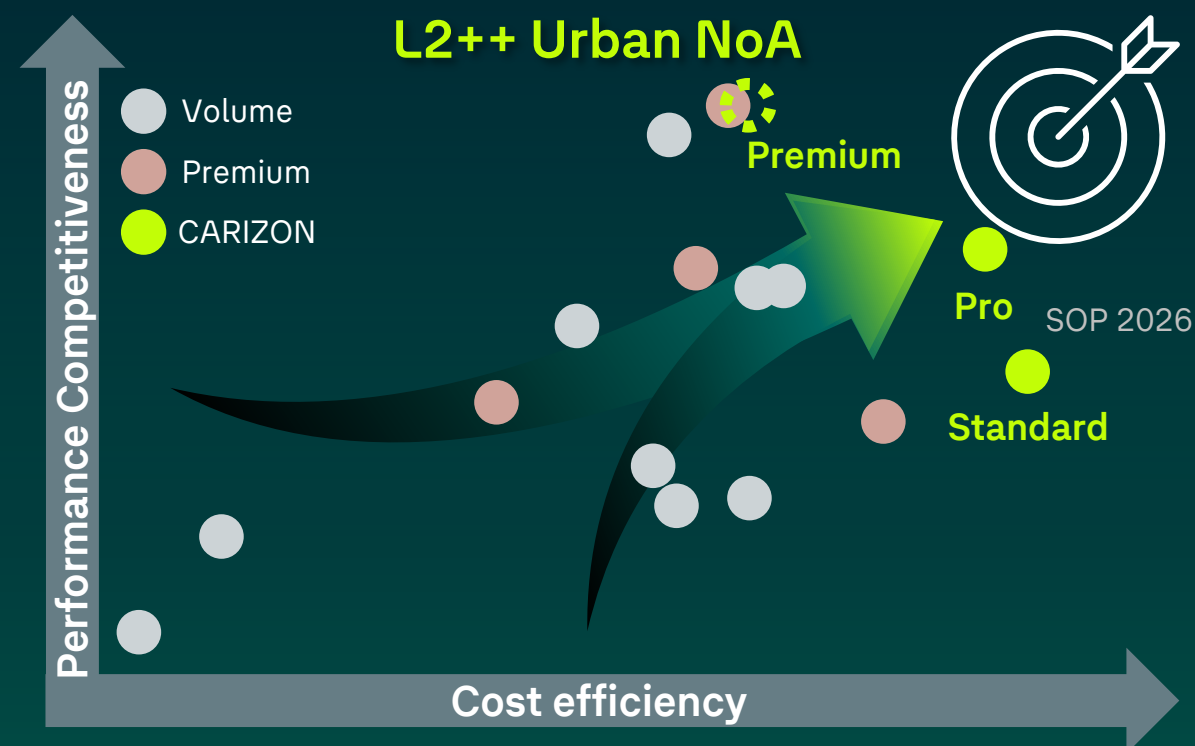 L2++ Urban NoA
Performance Competitiveness
Volume
Premium
CARIZON
Premium
Pro
SOP 2026
Standard
Cost efficiency